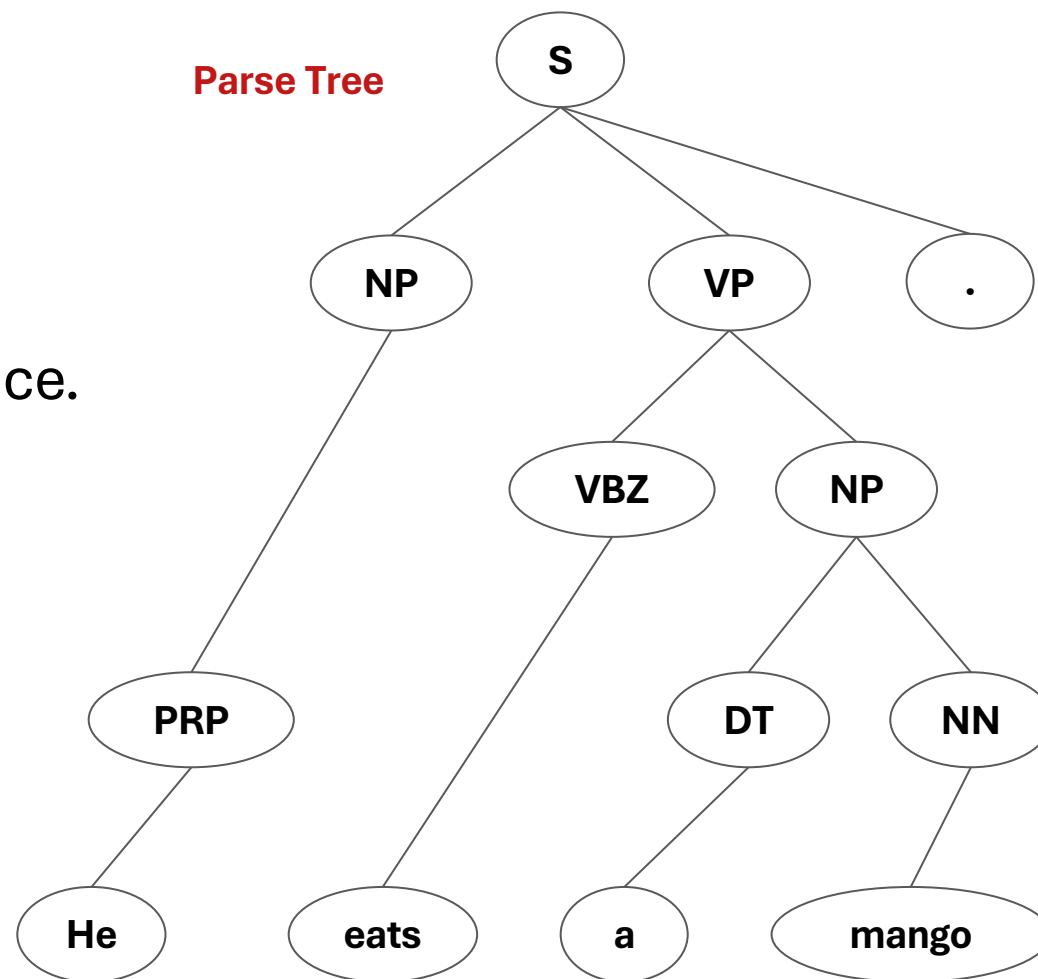 S
Parse Tree
NP VP .
ce.
VBZ NP
PRP DT NN
He eats a mango